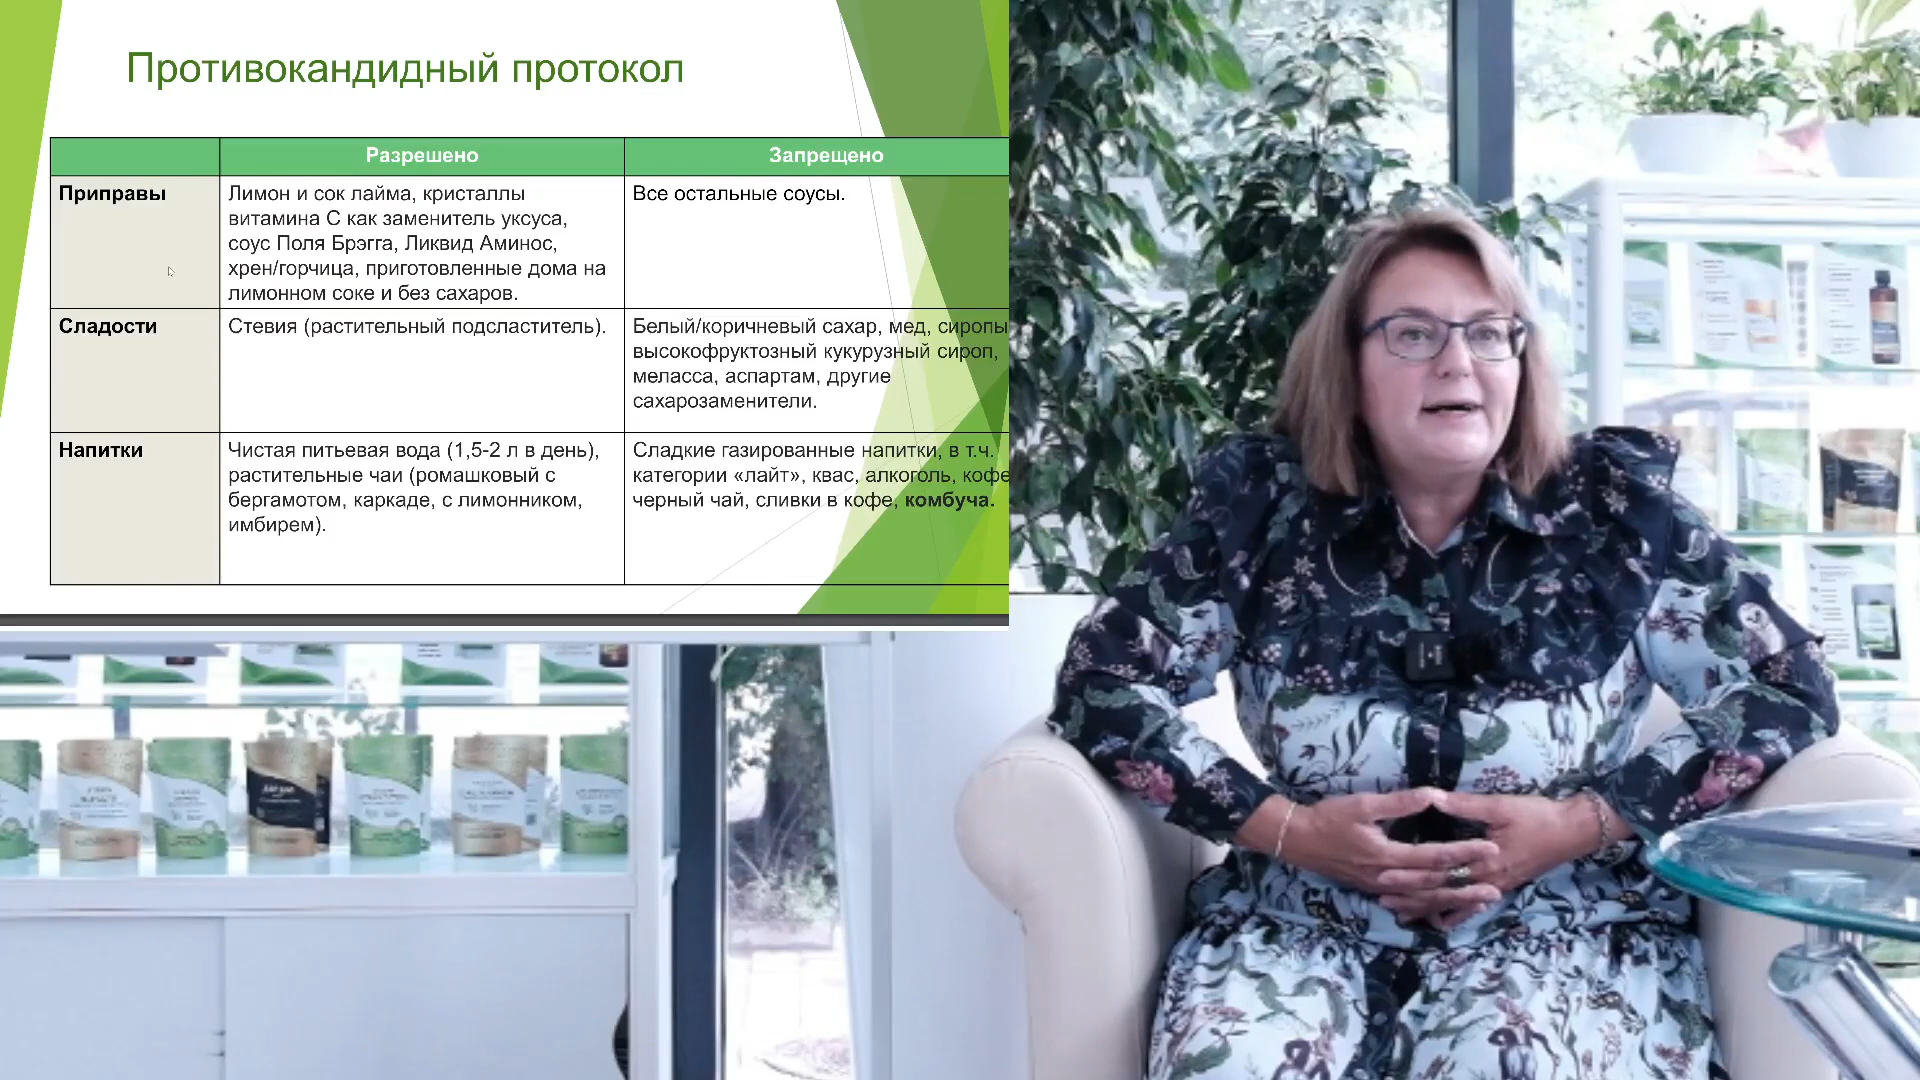 Противокандидный протокол
Разрешено
Запрещено
Приправы
Лимон и сок лайма, кристаллы
витамина С как заменитель уксуса,
соус Поля Брэгга, Ликвид Аминос,
хрен/горчица, приготовленные дома на
лимонном соке и без сахаров.
Все остальные соусы.
Сладости
Стевия (растительный подсластитель).
Белый/коричневый сахар, мед, сиропы
высокофруктозный кукурузный сироп,
меласса, аспартам, другие
сахарозаменители.
Напитки
Чистая питьевая вода (1,5-2 л в день),
растительные чаи (ромашковый с
бергамотом, каркаде, с лимонником,
имбирем).
Сладкие газированные напитки, в т.ч.
категории «лайт», квас, алкоголь, кофе
черный чай, сливки в кофе, комбуча.